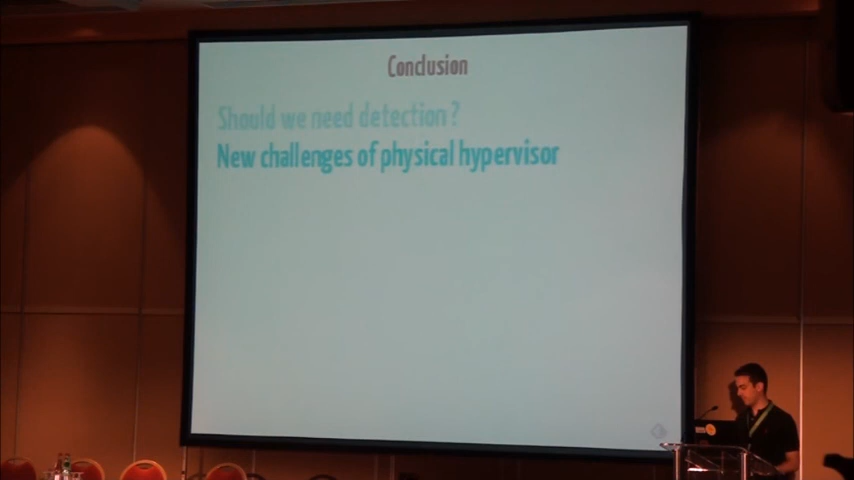 Conclusion
Should we need detection ?
New challenges of physical hypervisor